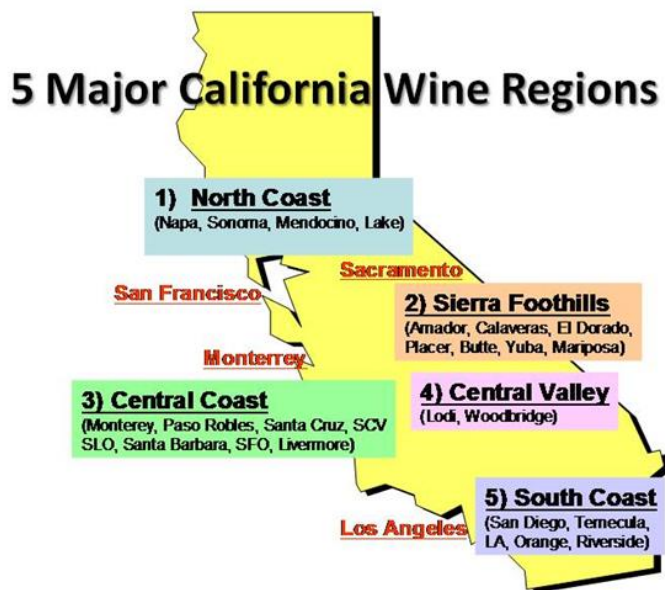 5 Major California Wine Regions
1) North Coast
(Napa, Sonoma, Mendocino, Lake)
Sacramento
San Francisco
2) Sierra Foothills
(Amador, Calaveras, El Dorado,
Placer, Butte, Yuba, Mariposa)
Monterrey
3) Central Coast
(Monterey, Paso Robles, Santa Cruz, SCV
SLO, Santa Barbara, SFO, Livermore)
4) Central Valley
(Lodi, Woodbridge)
Los Angeles
5) South Coast
(San Diego, Temecula,
LA, Orange, Riverside)